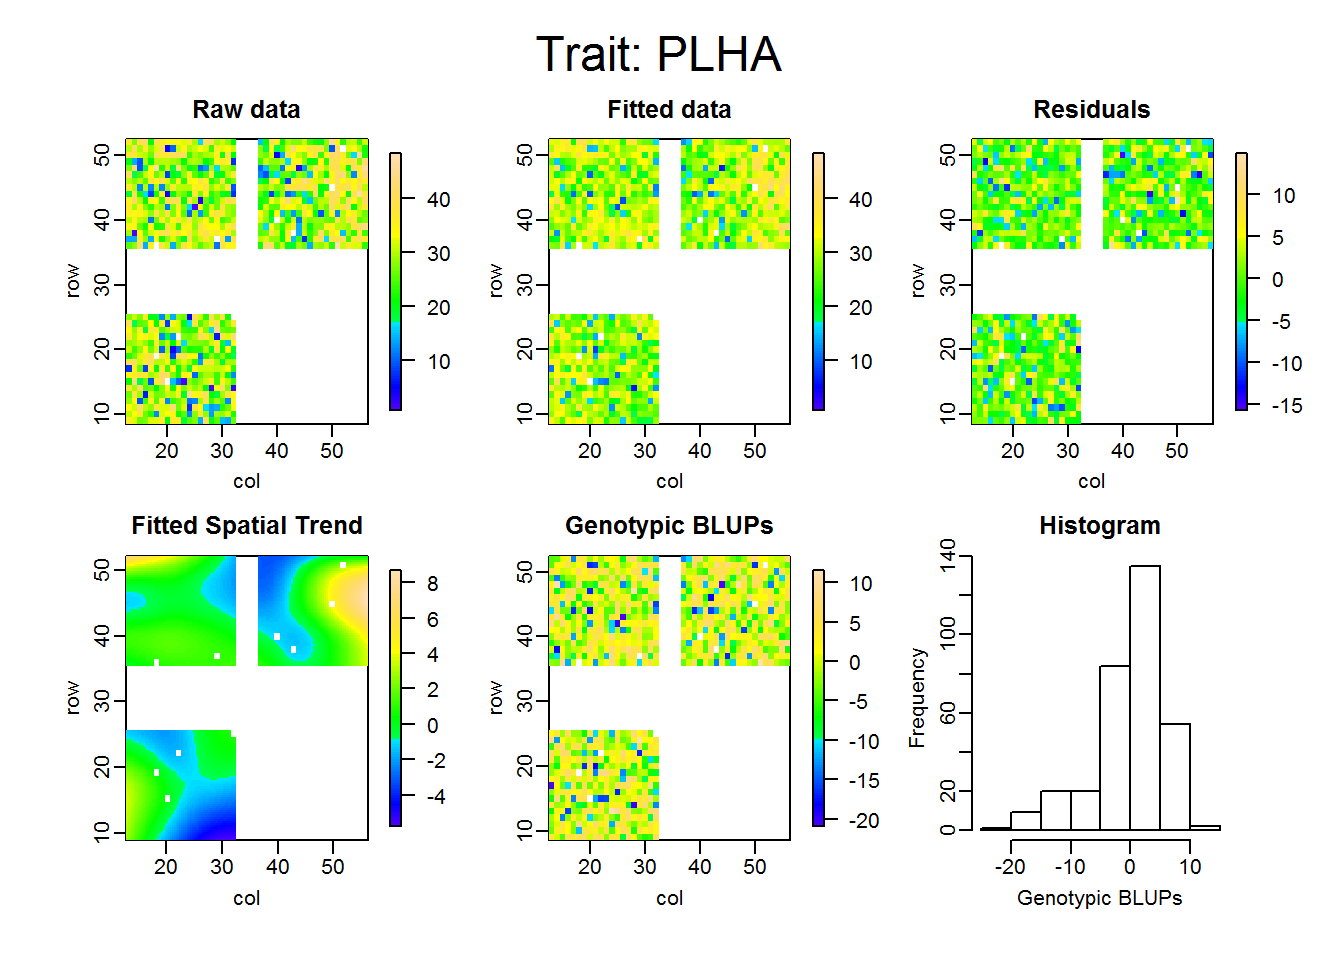 Trait: PLHA
Raw data
Fitted data
Residuals
row
10 20 30 40 50
20 30 40 50
col
10 20 30 40
row
10 20 30 40 50
20 30 40 50
col
10 20 30 40
row
10 20 30 40 50
20 30 40 50
col
-15 -10 -5 0 5 10
Fitted Spatial Trend
Genotypic BLUPs
Histogram
row
10 20 30 40 50
20 30 40 50
col
-4 -2 0 2 4 6 8
row
10 20 30 40 50
20 30 40 50
col
-20 -15 -10 -5 0 5 10
Frequency
0 20 60 100 140
-20 -10 0 10
Genotypic BLUPs